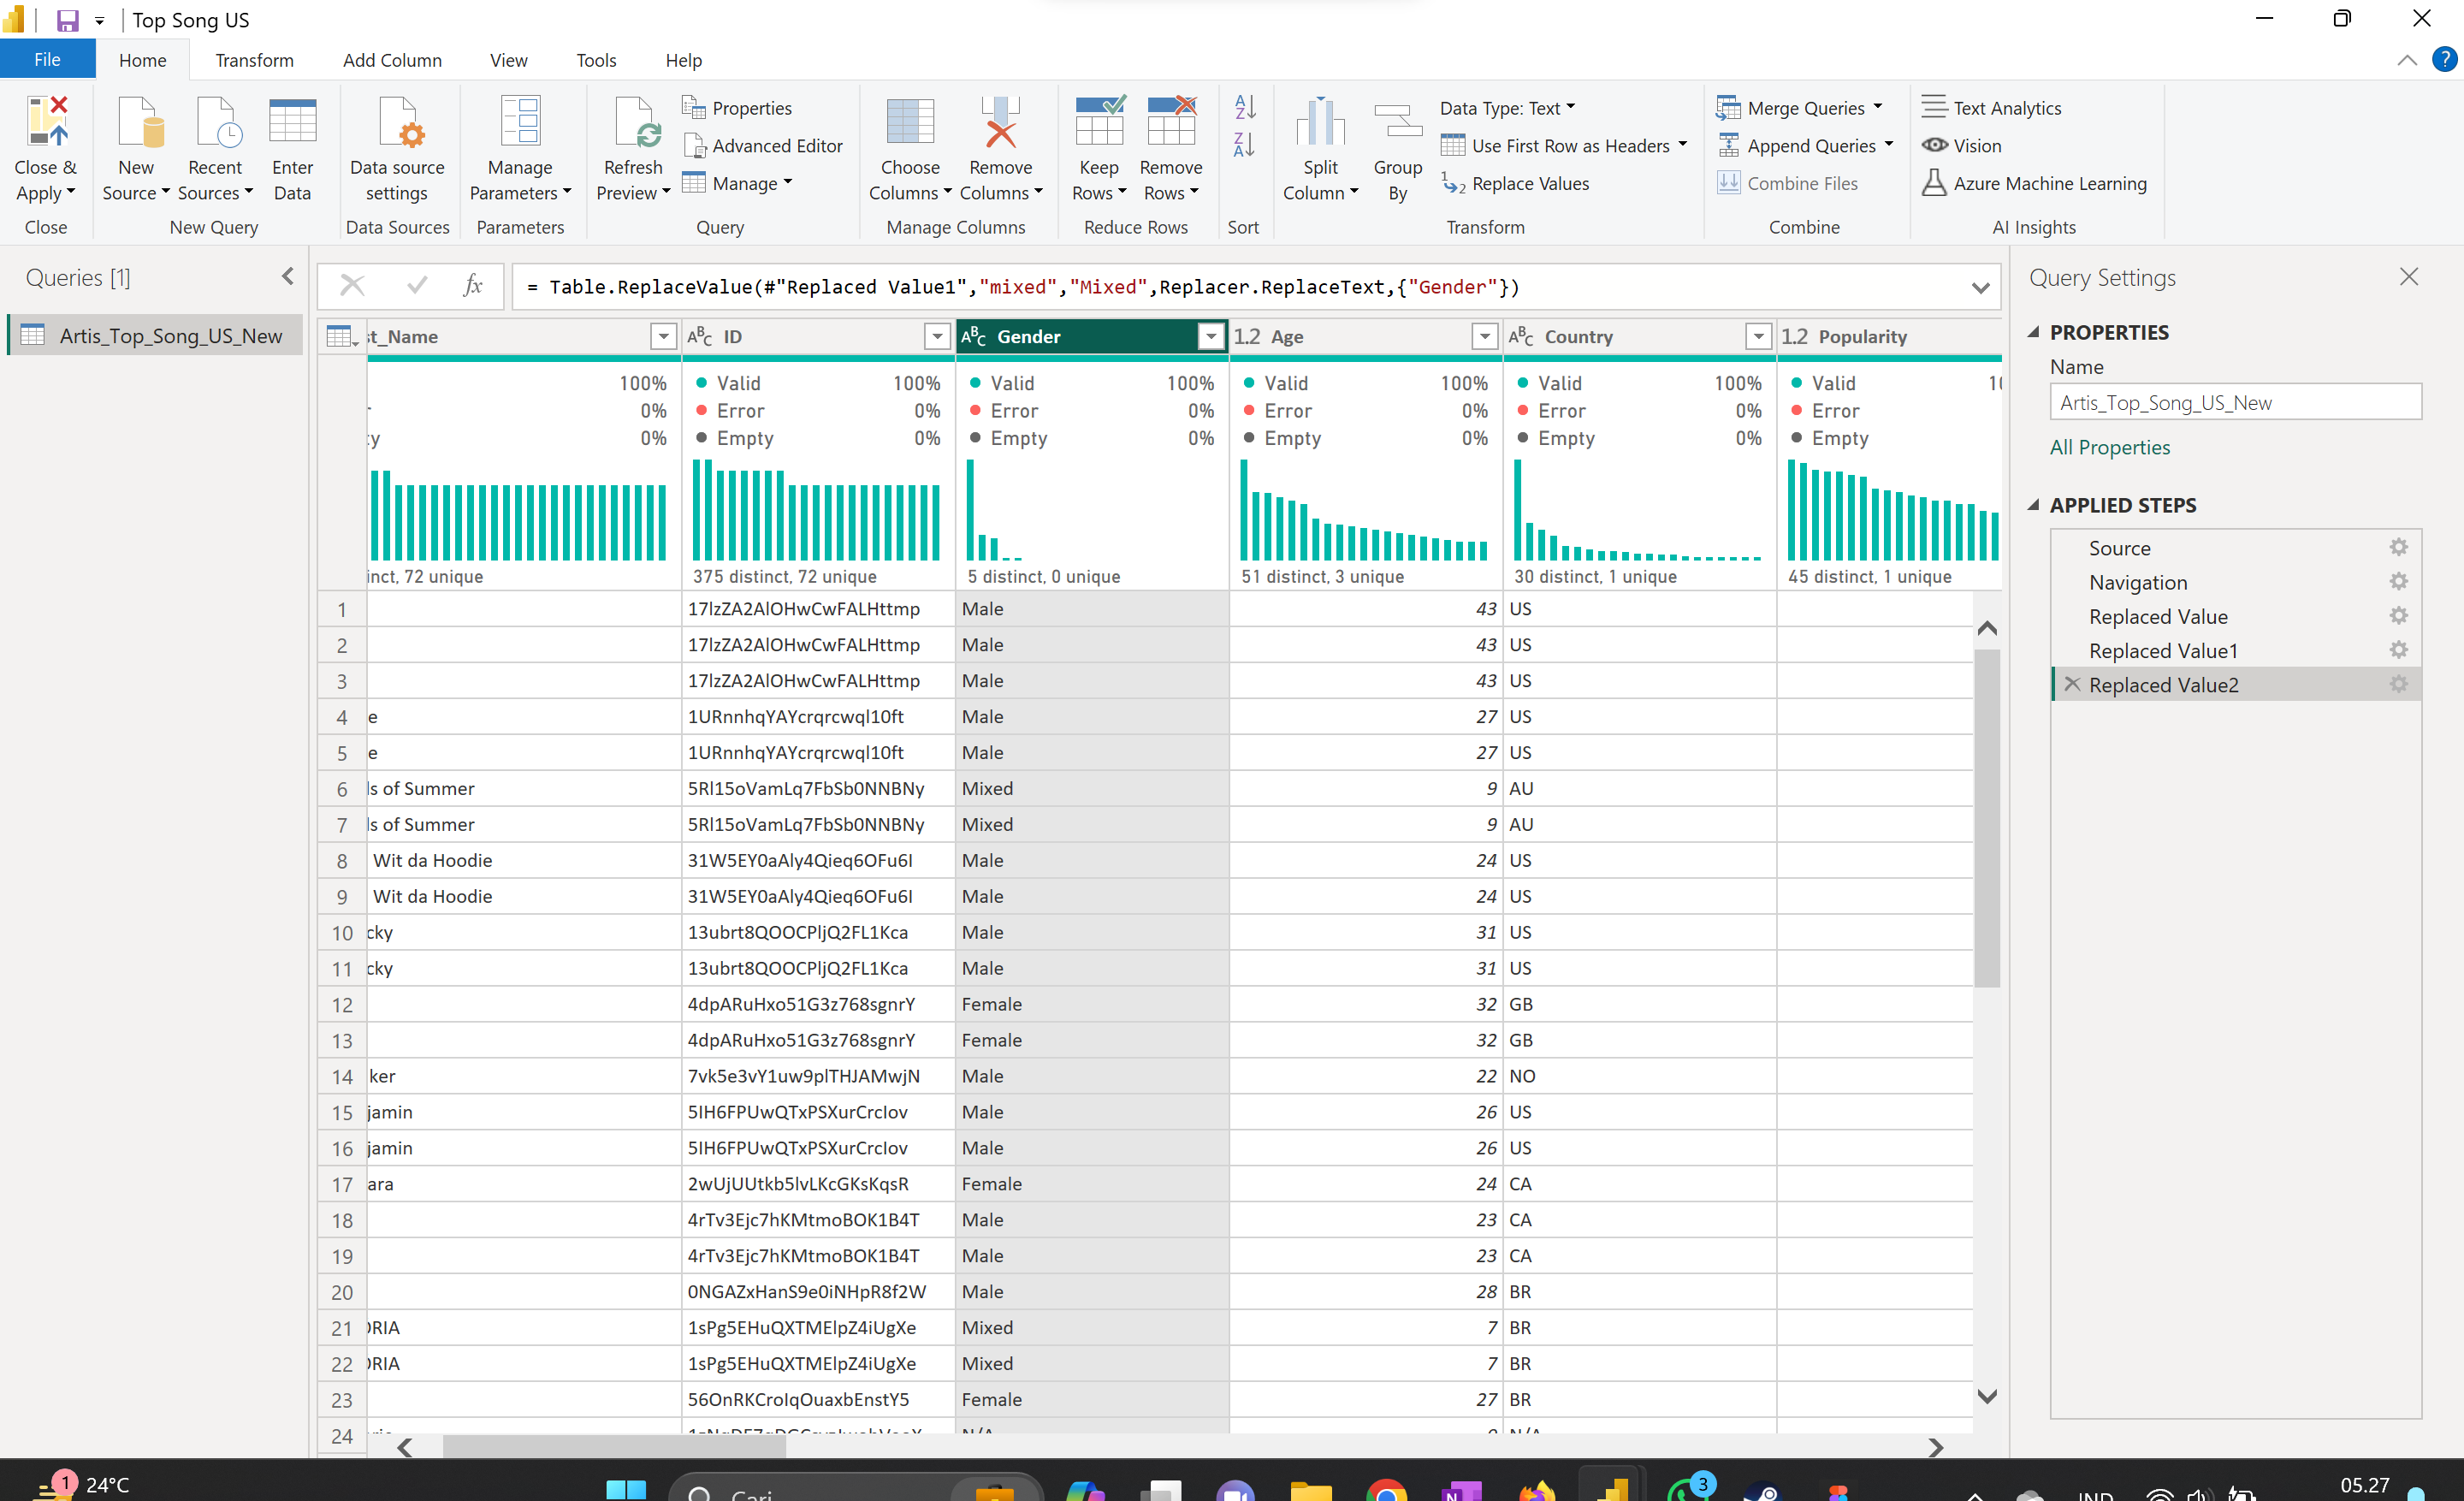 Top Song US
File Home Transform Add Column View Tools Help
Close & Apply
New Source
Recent Sources
Enter Data
Data source settings
Manage Parameters
Refresh Preview
Properties
Advanced Editor
Manage
Choose Columns
Remove Columns
Keep Rows
Remove Rows
Split Column
Group By
Data Type: Text
Use First Row as Headers
Replace Values
Merge Queries
Append Queries
Combine Files
Text Analytics
Vision
Azure Machine Learning
Close New Query Data Sources Parameters Query Manage Columns Reduce Rows Sort Transform Combine AI Insights
Queries [1]
Artis_Top_Song_US_New
fx = Table.ReplaceValue(#"Replaced Value1","mixed","Mixed",Replacer.ReplaceText,{"Gender"})
t_Name ABC ID ABC Gender 1.2 Age ABC Country 1.2 Popularity
100% Valid 100% Valid 100% Valid 100% Valid 100% Valid
0% Error 0% Error 0% Error 0% Error 0% Error
0% Empty 0% Empty 0% Empty 0% Empty 0% Empty
inct, 72 unique 375 distinct, 72 unique 5 distinct, 0 unique 51 distinct, 3 unique 30 distinct, 1 unique 45 distinct, 1 unique
1 17lzZA2AlOHwCwFALHttmp Male 43 US
2 17lzZA2AlOHwCwFALHttmp Male 43 US
3 17lzZA2AlOHwCwFALHttmp Male 43 US
4 e 1URnnhqYAYcrqrcwql10ft Male 27 US
5 e 1URnnhqYAYcrqrcwql10ft Male 27 US
6 s of Summer 5Rl15oVamLq7FbSb0NNBNy Mixed 9 AU
7 s of Summer 5Rl15oVamLq7FbSb0NNBNy Mixed 9 AU
8 Wit da Hoodie 31W5EY0aAly4Qieq6OFu6I Male 24 US
9 Wit da Hoodie 31W5EY0aAly4Qieq6OFu6I Male 24 US
10 cky 13ubrt8QOOCPljQ2FL1Kca Male 31 US
11 cky 13ubrt8QOOCPljQ2FL1Kca Male 31 US
12 4dpARuHxo51G3z768sgnrY Female 32 GB
13 4dpARuHxo51G3z768sgnrY Female 32 GB
14 ker 7vk5e3vY1uw9plTHJAMwjN Male 22 NO
15 jamin 5IH6FPUwQTxPSXurCrcIov Male 26 US
16 jamin 5IH6FPUwQTxPSXurCrcIov Male 26 US
17 ara 2wUjUUtkb5lvLKcGKsKqsR Female 24 CA
18 4rTv3Ejc7hKMtmoBOK1B4T Male 23 CA
19 4rTv3Ejc7hKMtmoBOK1B4T Male 23 CA
20 0NGAZxHanS9e0iNHpR8f2W Male 28 BR
21 RIA 1sPg5EHuQXTMElpZ4iUgXe Mixed 7 BR
22 RIA 1sPg5EHuQXTMElpZ4iUgXe Mixed 7 BR
23 56OnRKCroIqOuaxbEnstY5 Female 27 BR
24 N/A N/A
Query Settings
PROPERTIES
Name
Artis_Top_Song_US_New
All Properties
APPLIED STEPS
Source
Navigation
Replaced Value
Replaced Value1
Replaced Value2
1 24°C Cari 3 IND 05.27